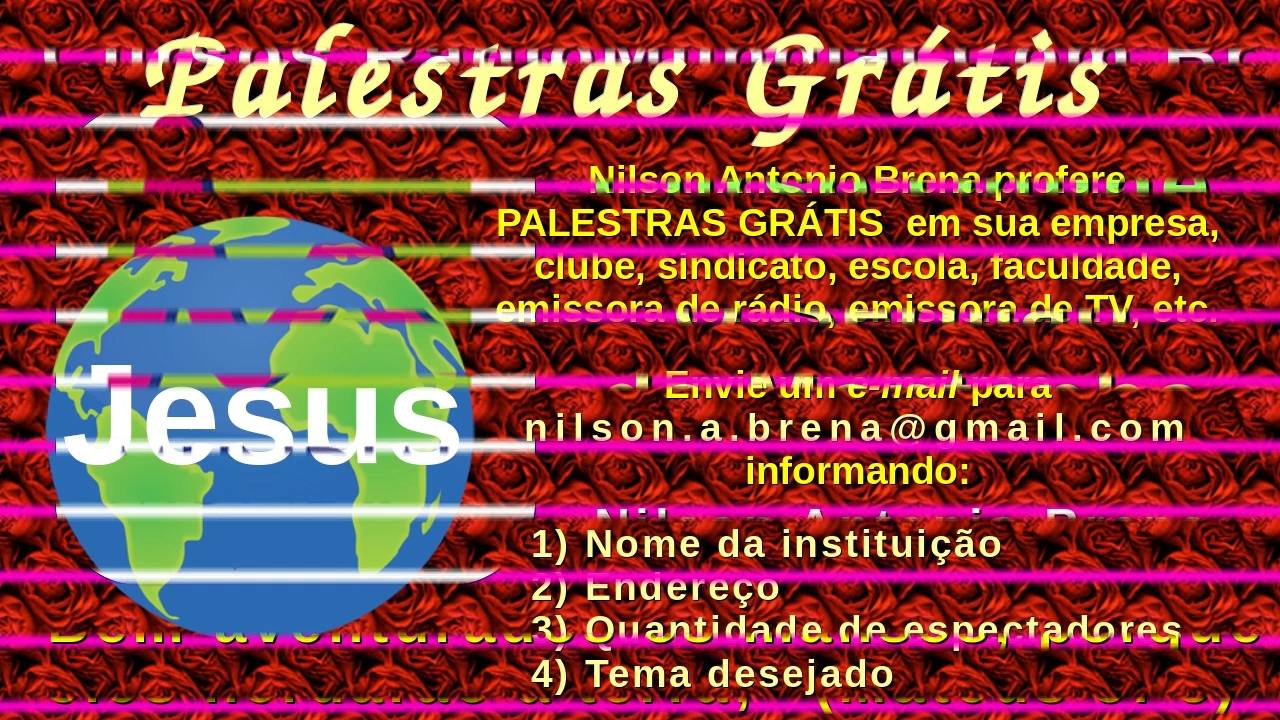 Palestras Grátis
Nilson Antonio Brena profere
PALESTRAS GRÁTIS em sua empresa,
clube, sindicato, escola, faculdade,
emissora de rádio, emissora de TV, etc.
Envie um e-mail para
nilson.a.brena@gmail.com
informando:
Jesus
1) Nome da instituição
2) Endereço
3) Quantidade de espectadores
4) Tema desejado